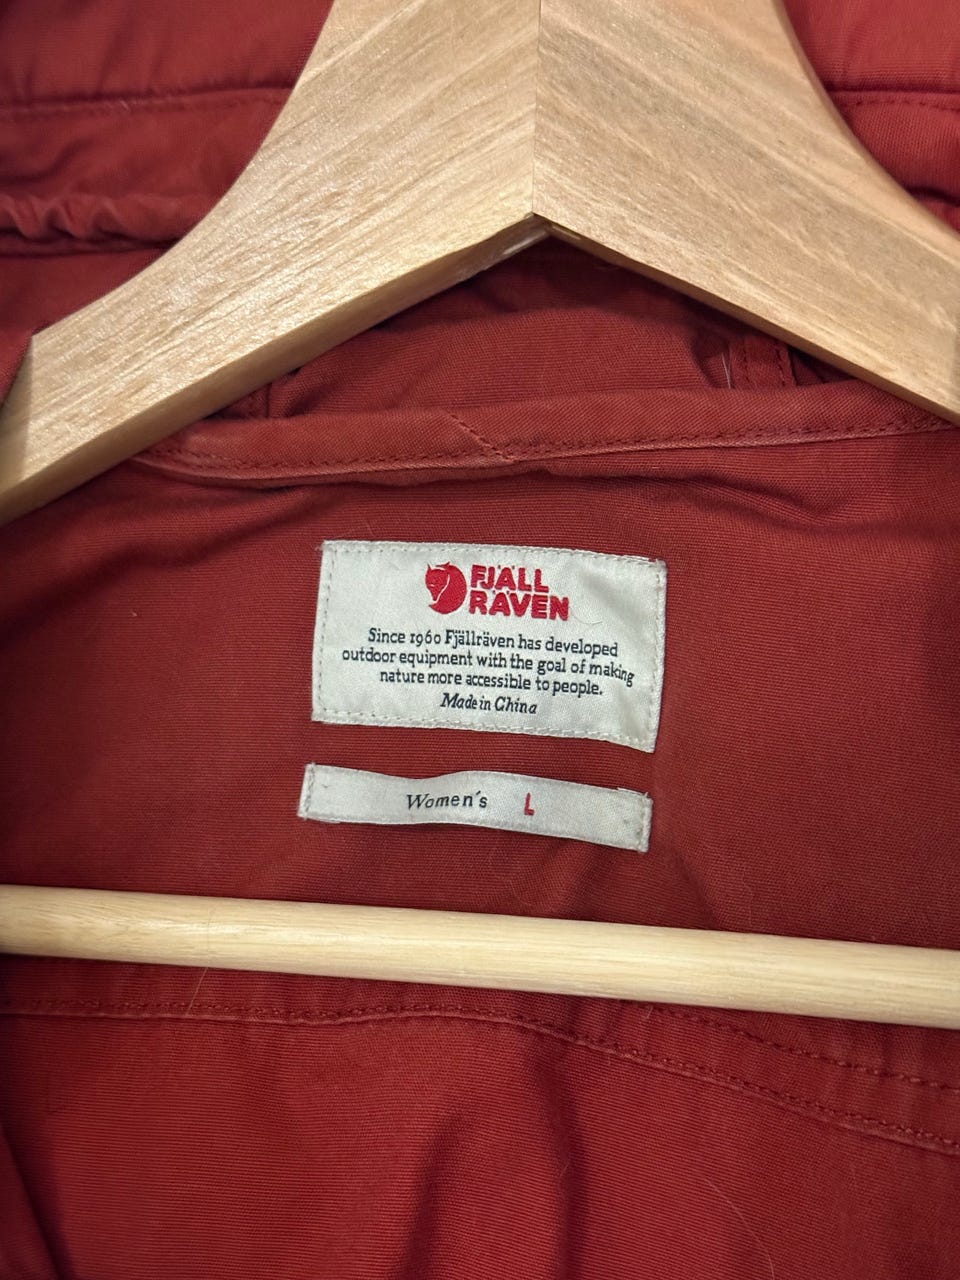 FJÄLL
RÄVEN
Since 1960 Fjällräven has developed
outdoor equipment with the goal of making
nature more accessible to people.
Made in China
Women's L